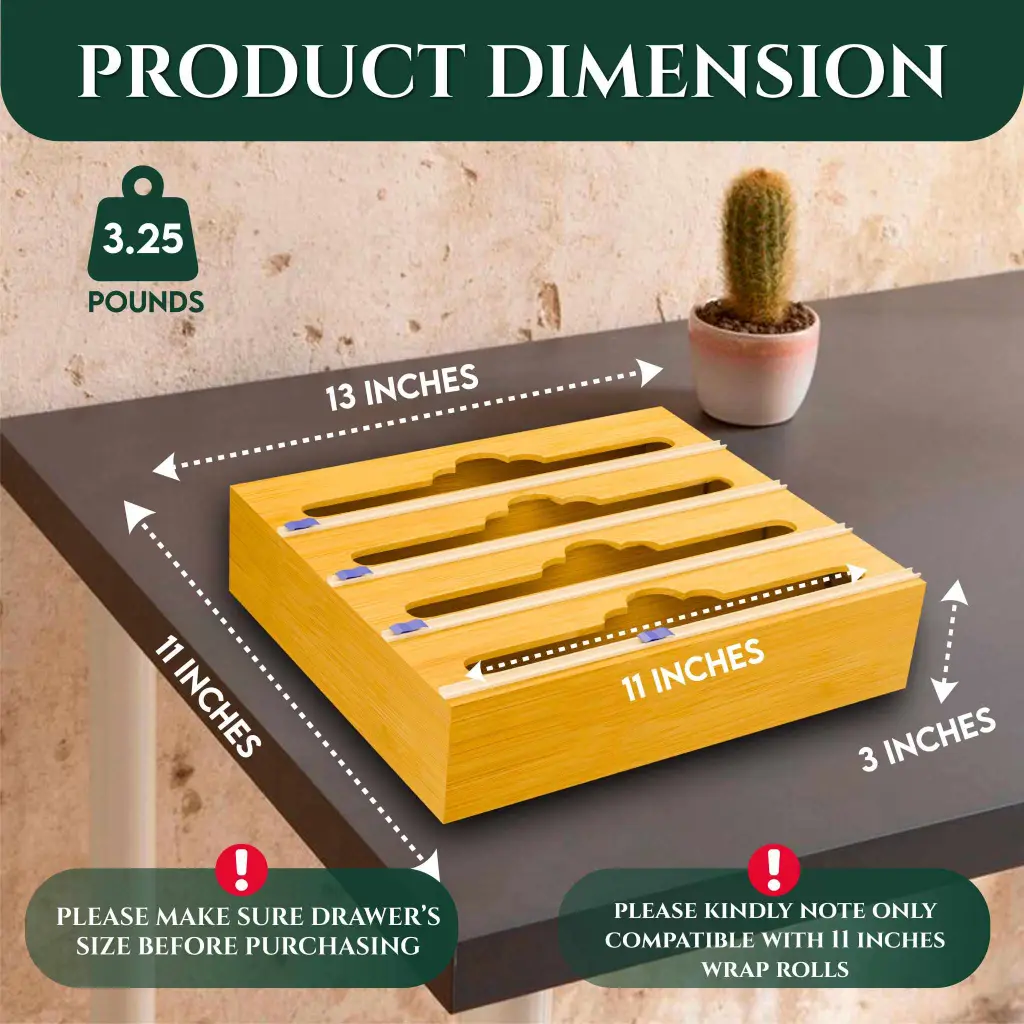 PRODUCT DIMENSION
3.25
POUNDS
13 INCHES
11 INCHES
11 INCHES
3 INCHES
PLEASE MAKE SURE DRAWER'S
SIZE BEFORE PURCHASING
PLEASE KINDLY NOTE ONLY
COMPATIBLE WITH 11 INCHES
WRAP ROLLS